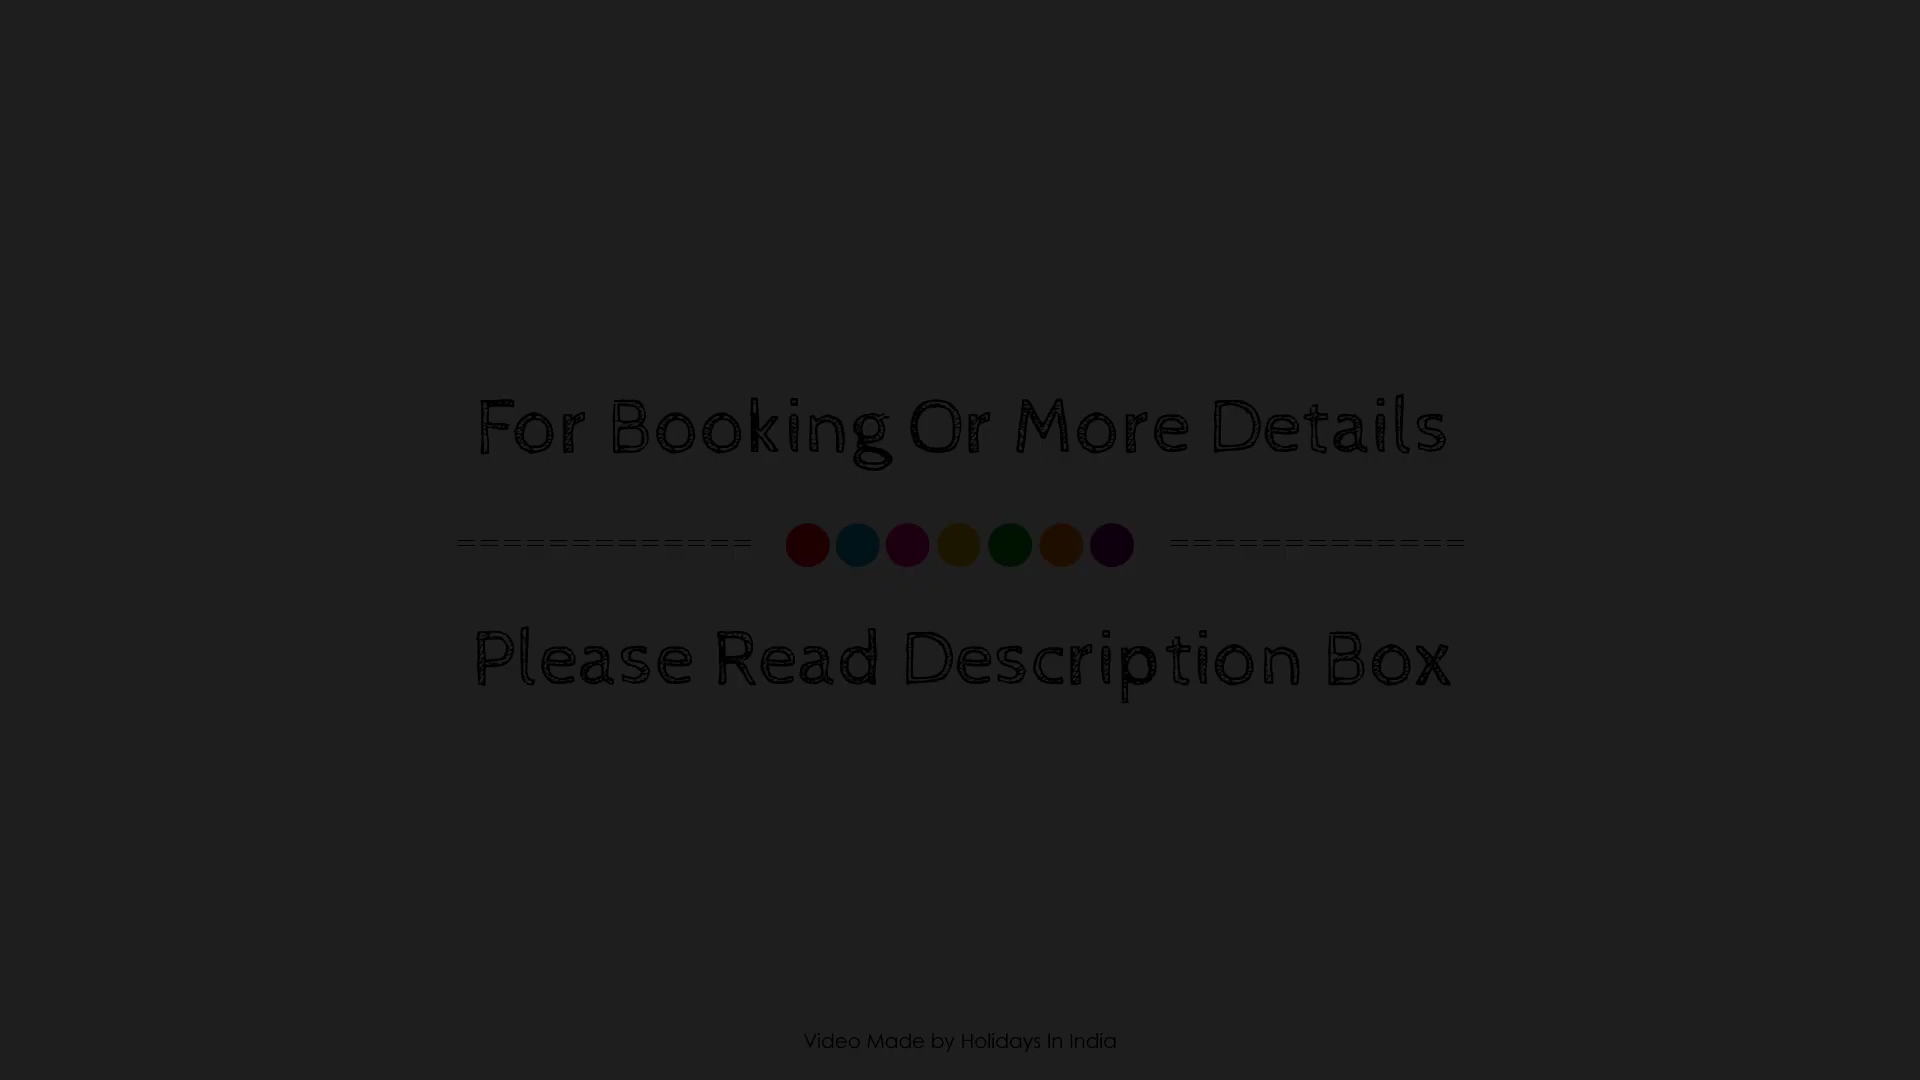 For Booking Or More Details
============= =============
Please Read Description Box
Video Made by Holidays In India